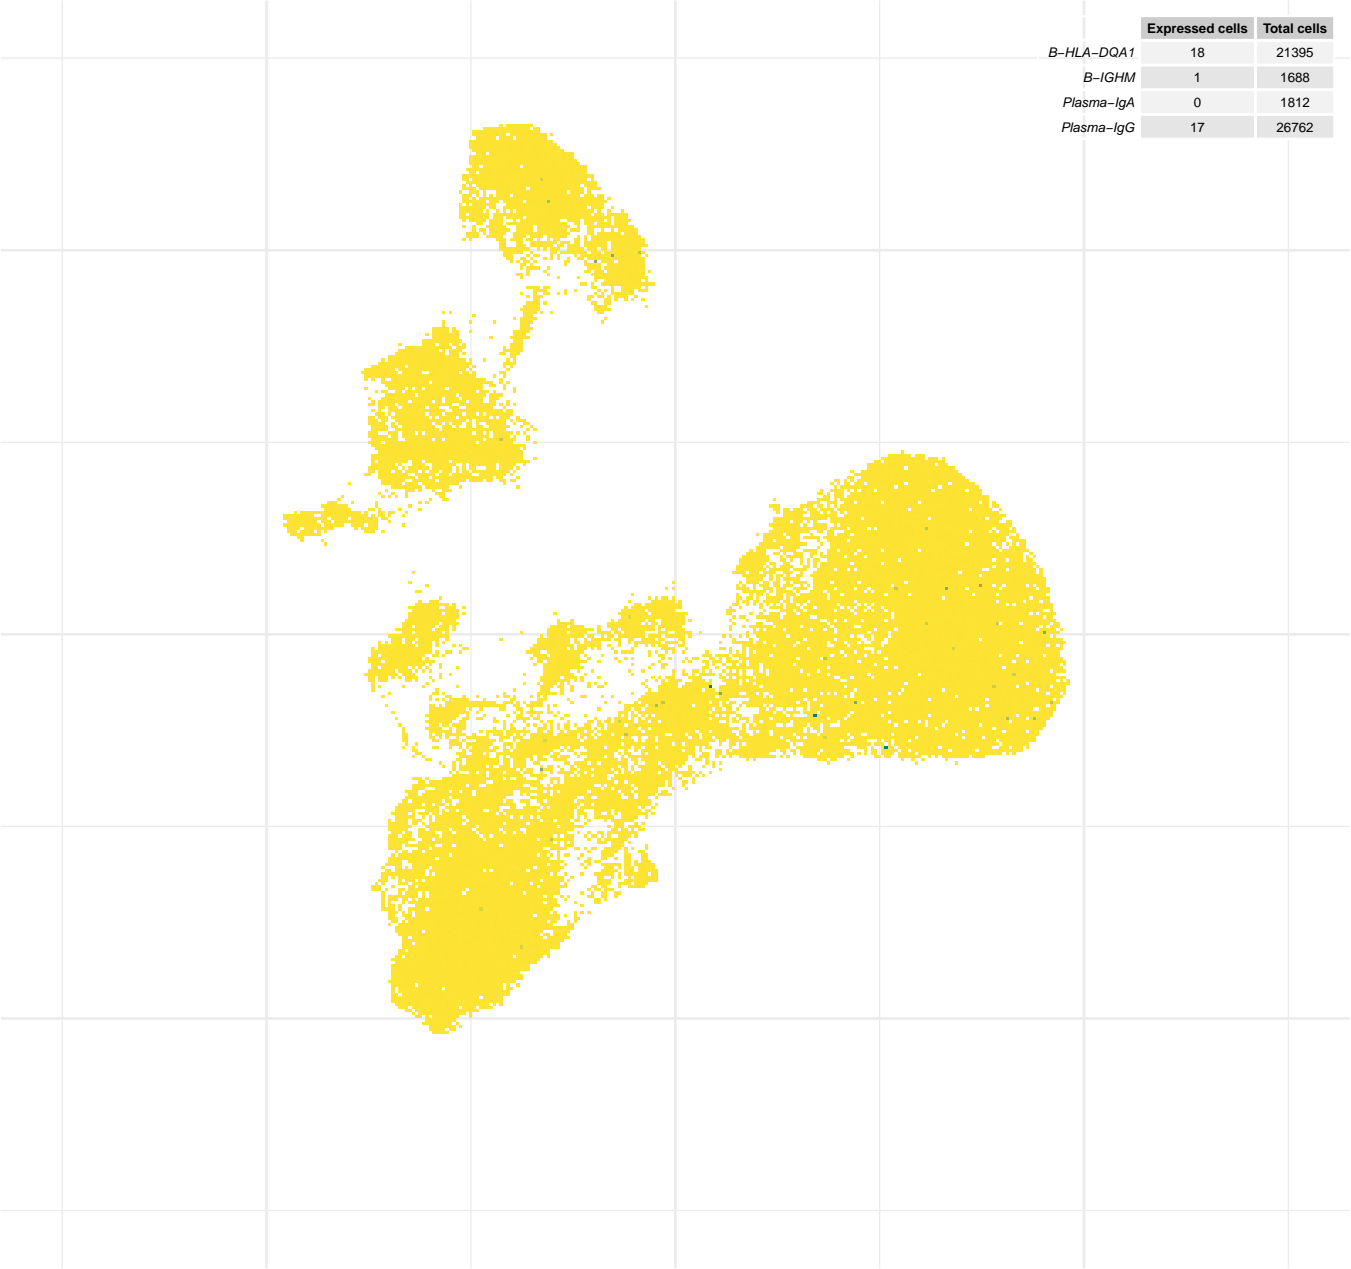 Expressed cells Total cells
B−HLA−DQA1 18 21395
B−IGHM 1 1688
Plasma−IgA 0 1812
Plasma−IgG 17 26762